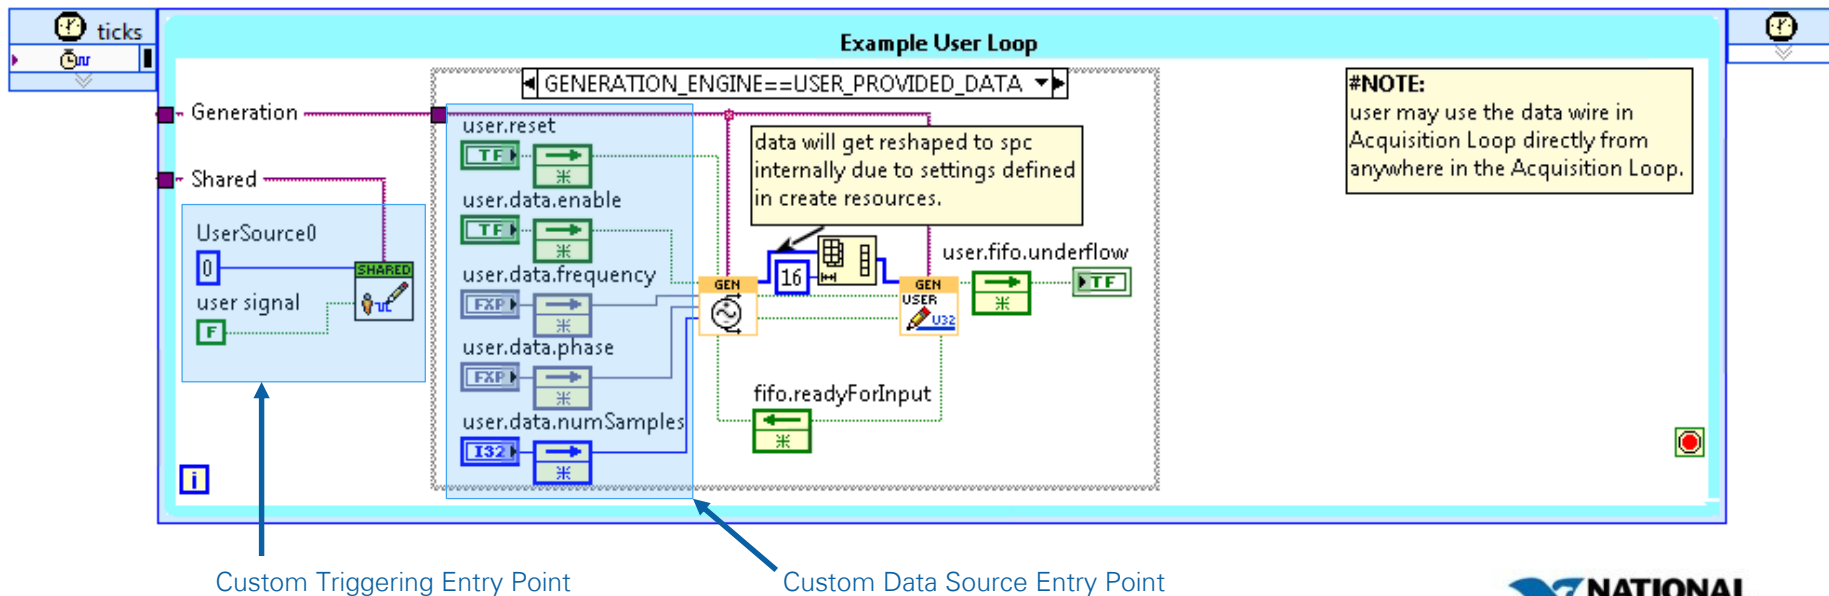 ticks
Example User Loop
GENERATION_ENGINE==USER_PROVIDED_DATA
#NOTE:
user may use the data wire in
Acquisition Loop directly from
anywhere in the Acquisition Loop.
Generation
Shared
UserSource0
0
SHARED
user signal
F
user.reset
TF
user.data.enable
TF
user.data.frequency
FXP
user.data.phase
FXP
user.data.numSamples
I32
data will get reshaped to spc
internally due to settings defined
in create resources.
GEN
16
GEN
USER
U32
user.fifo.underflow
TF
fifo.readyForInput
i
Custom Triggering Entry Point
Custom Data Source Entry Point
NATIONAL